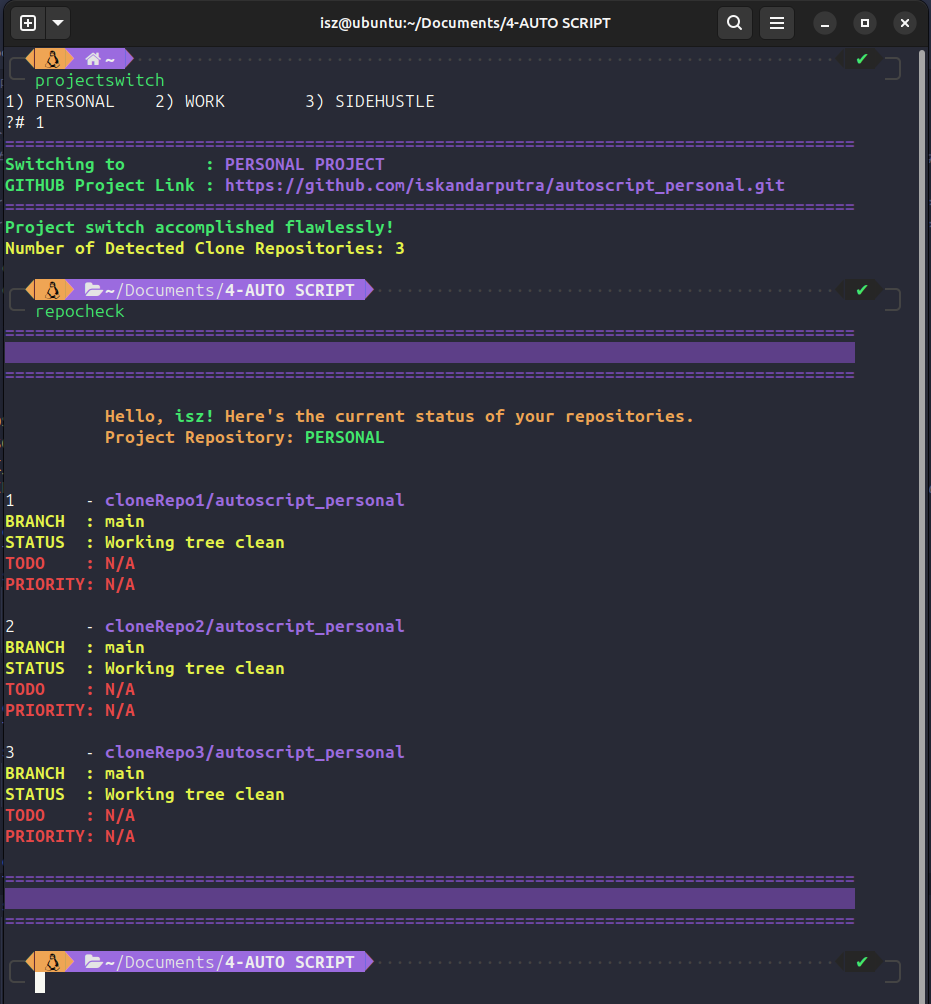 isz@ubuntu:~/Documents/4-AUTO SCRIPT
~
projectswitch
1) PERSONAL    2) WORK        3) SIDEHUSTLE
?# 1
=====================================================================================
Switching to        : PERSONAL PROJECT
GITHUB Project Link : https://github.com/iskandarputra/autoscript_personal.git
=====================================================================================
Project switch accomplished flawlessly!
Number of Detected Clone Repositories: 3
~/Documents/4-AUTO SCRIPT
repocheck
=====================================================================================
=====================================================================================
Hello, isz! Here's the current status of your repositories.
Project Repository: PERSONAL
1       - cloneRepo1/autoscript_personal
BRANCH  : main
STATUS  : Working tree clean
TODO    : N/A
PRIORITY: N/A
2       - cloneRepo2/autoscript_personal
BRANCH  : main
STATUS  : Working tree clean
TODO    : N/A
PRIORITY: N/A
3       - cloneRepo3/autoscript_personal
BRANCH  : main
STATUS  : Working tree clean
TODO    : N/A
PRIORITY: N/A
=====================================================================================
=====================================================================================
~/Documents/4-AUTO SCRIPT